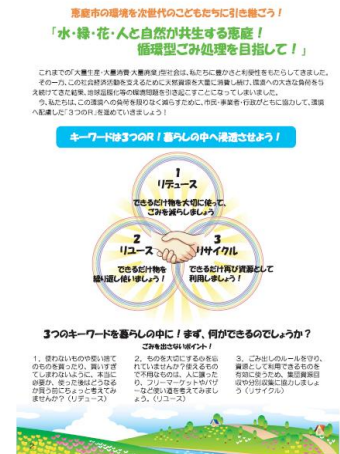 恵庭市の環境を次世代のこどもたちに引き継ごう!
「水・緑・花・人と自然が共生する恵庭!
循環型ごみ処理を目指して!」
これまでの「大量生産・大量消費・大量廃棄」型社会は、私たちに豊かさと利便性をもたらしてきました。
その一方、この社会経済活動を支えるために天然資源を大量に消費し続け、環境への大きな負荷を与
え続けてきた結果、地球温暖化等の環境問題を引き起こすことになってしまいました。
今、私たちは、この環境への負荷を限りなく減らすために、市民・事業者・行政がともに協力して、環境
へ配慮した「3つのR」を進めていきましょう!
キーワードは3つのR!暮らしの中へ浸透させよう!
1
リデュース
できるだけ物を大切に使って、
ごみを減らしましょう
2
リユース
できるだけ物を
繰り返し使いましょう!
3
リサイクル
できるだけ再び資源として
利用しましょう!
3つのキーワードを暮らしの中に!まず、何ができるのでしょうか?
ごみを出さないポイント!
1.使わないものや使い捨て
のものを買ったり、買いすぎ
てしまわないように、本当に
必要か、使った後はどうなる
か買う前にちょっと考えてみ
ませんか?(リデュース)
2.ものを大切にする心を忘
れていませんか?使えるもの
で不用なものは、人に譲った
り、フリーマーケットやバザ
ーなど使い道を考えてみまし
ょう。(リユース)
3.ごみ出しのルールを守り、
資源として利用できるものを
有効に使うため、集団資源回
収や分別収集に協力しましょ
う(リサイクル)